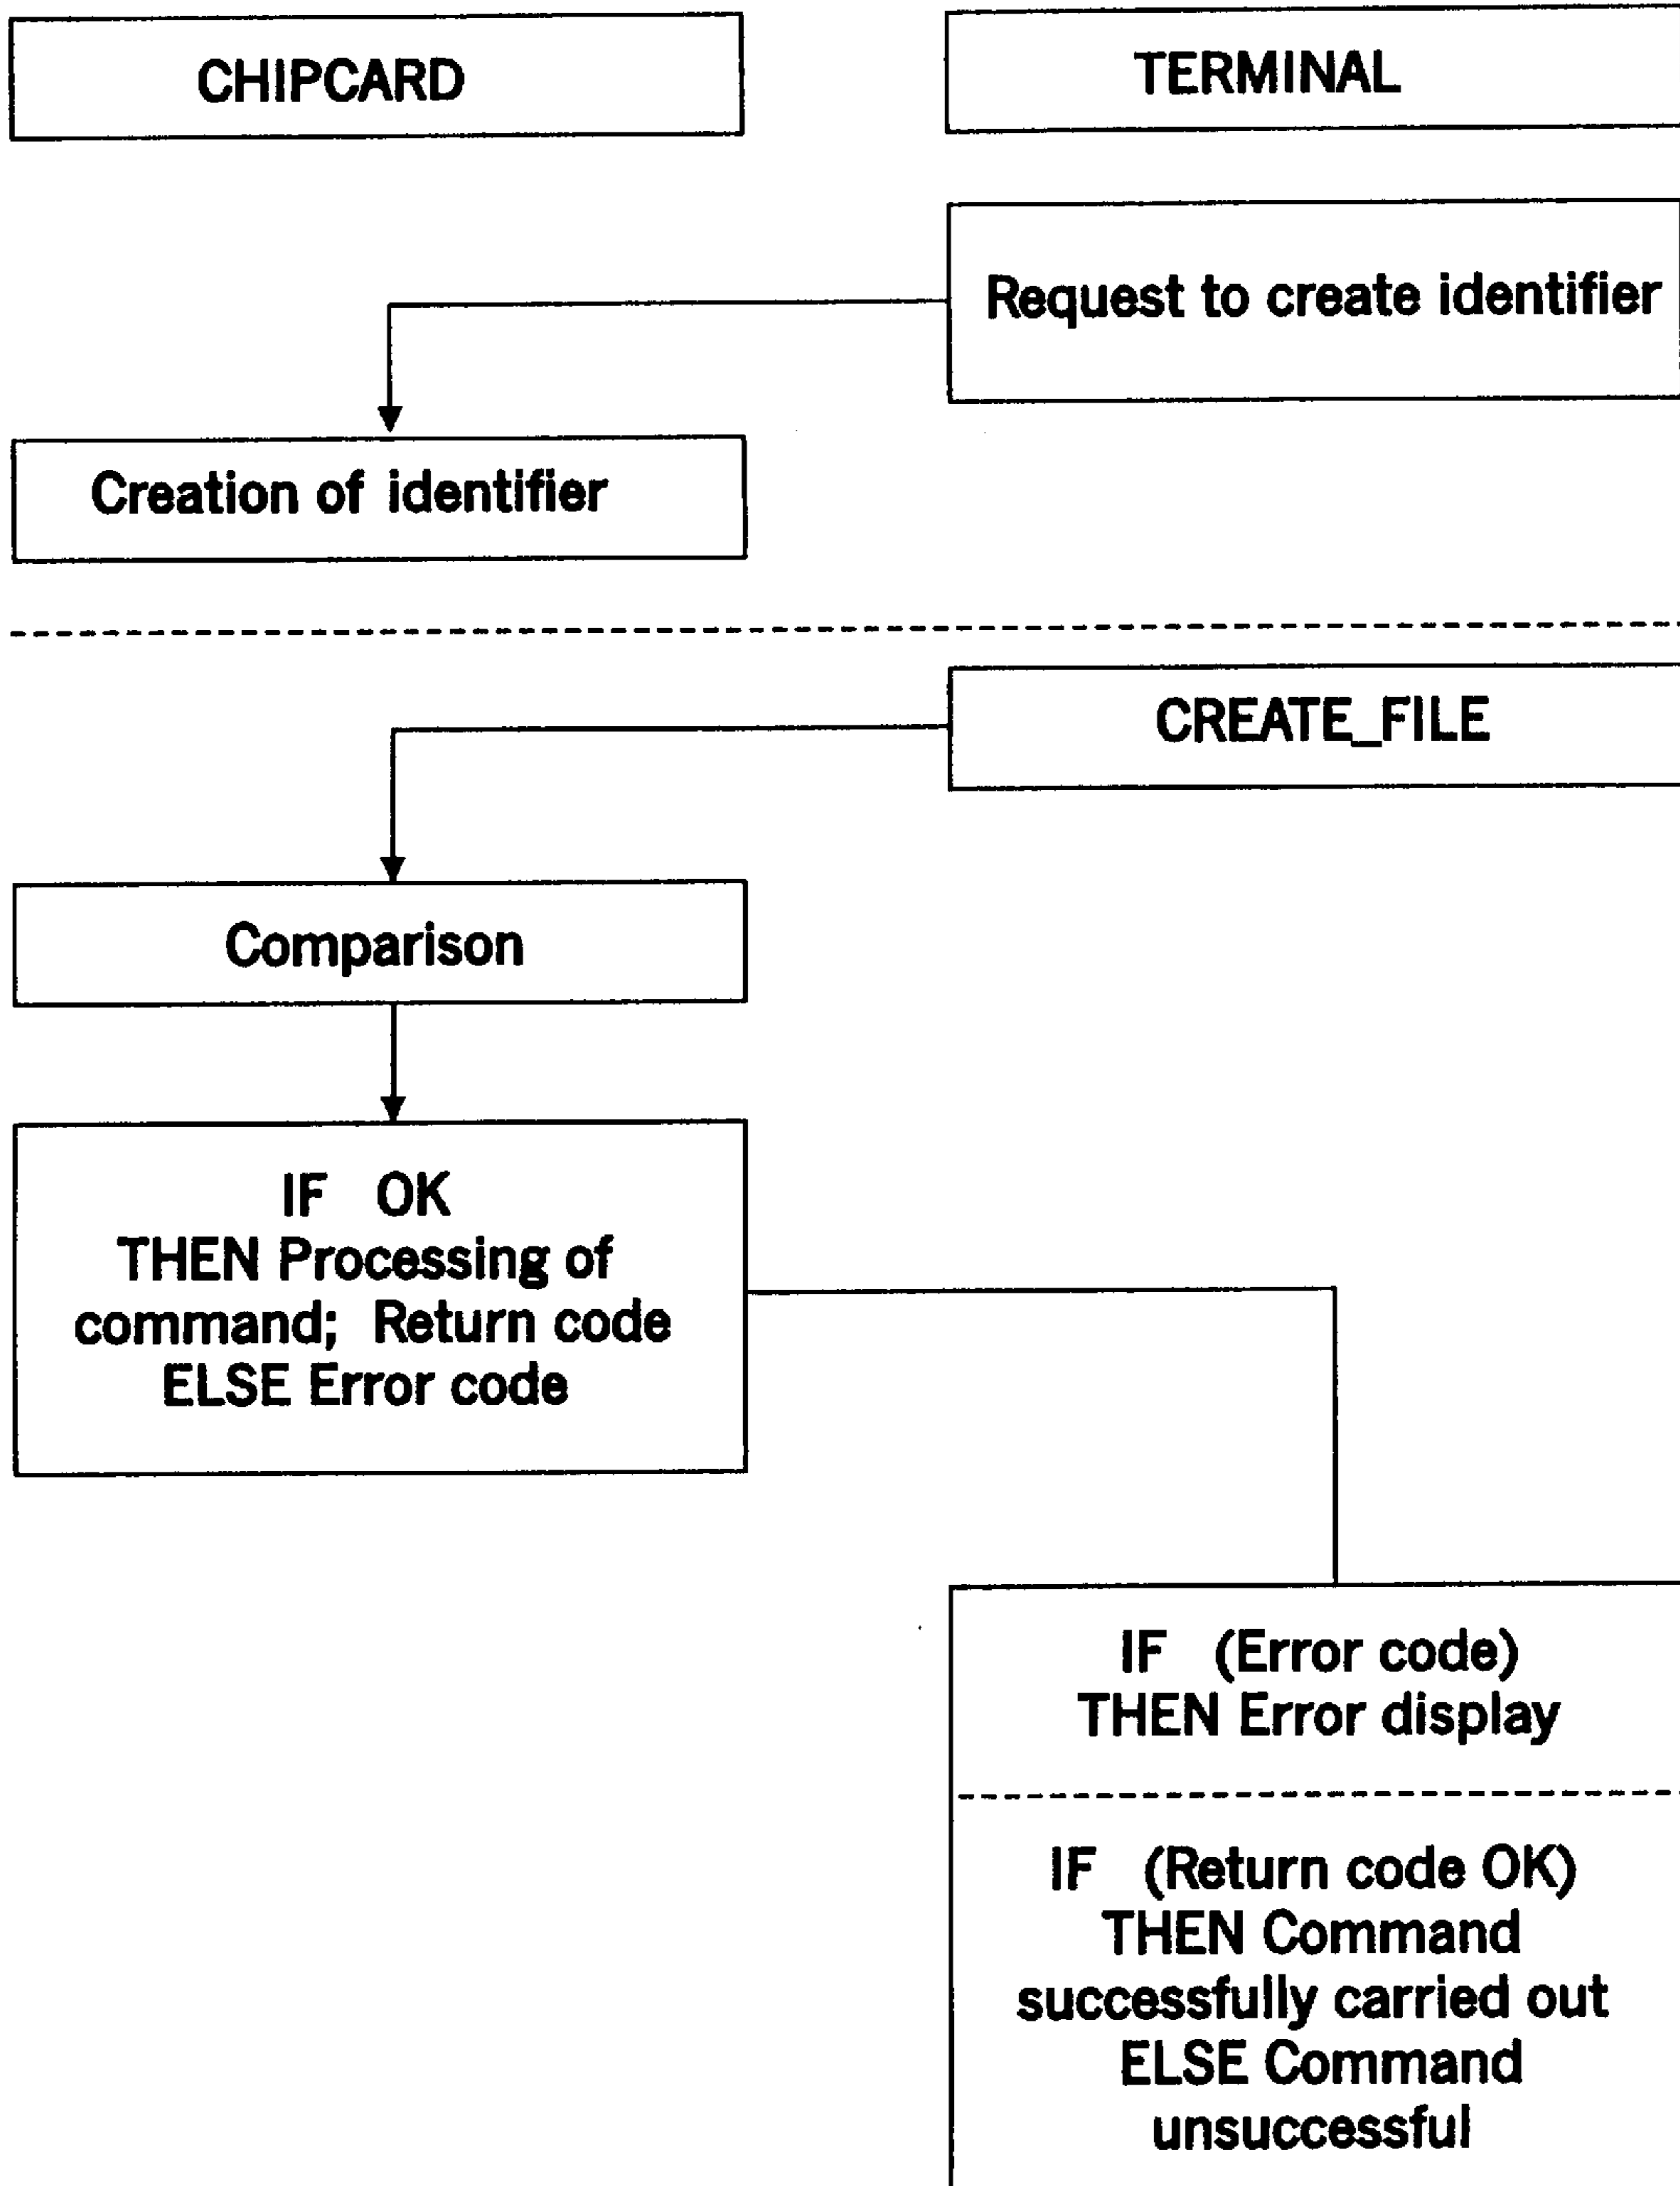 CHIPCARD
TERMINAL
Request to create identifier
Creation of identifier
CREATE_FILE
Comparison
IF OK
THEN Processing of
command; Return code
ELSE Error code
IF (Error code)
THEN Error display
IF (Return code OK)
THEN Command
successfully carried out
ELSE Command
unsuccessful